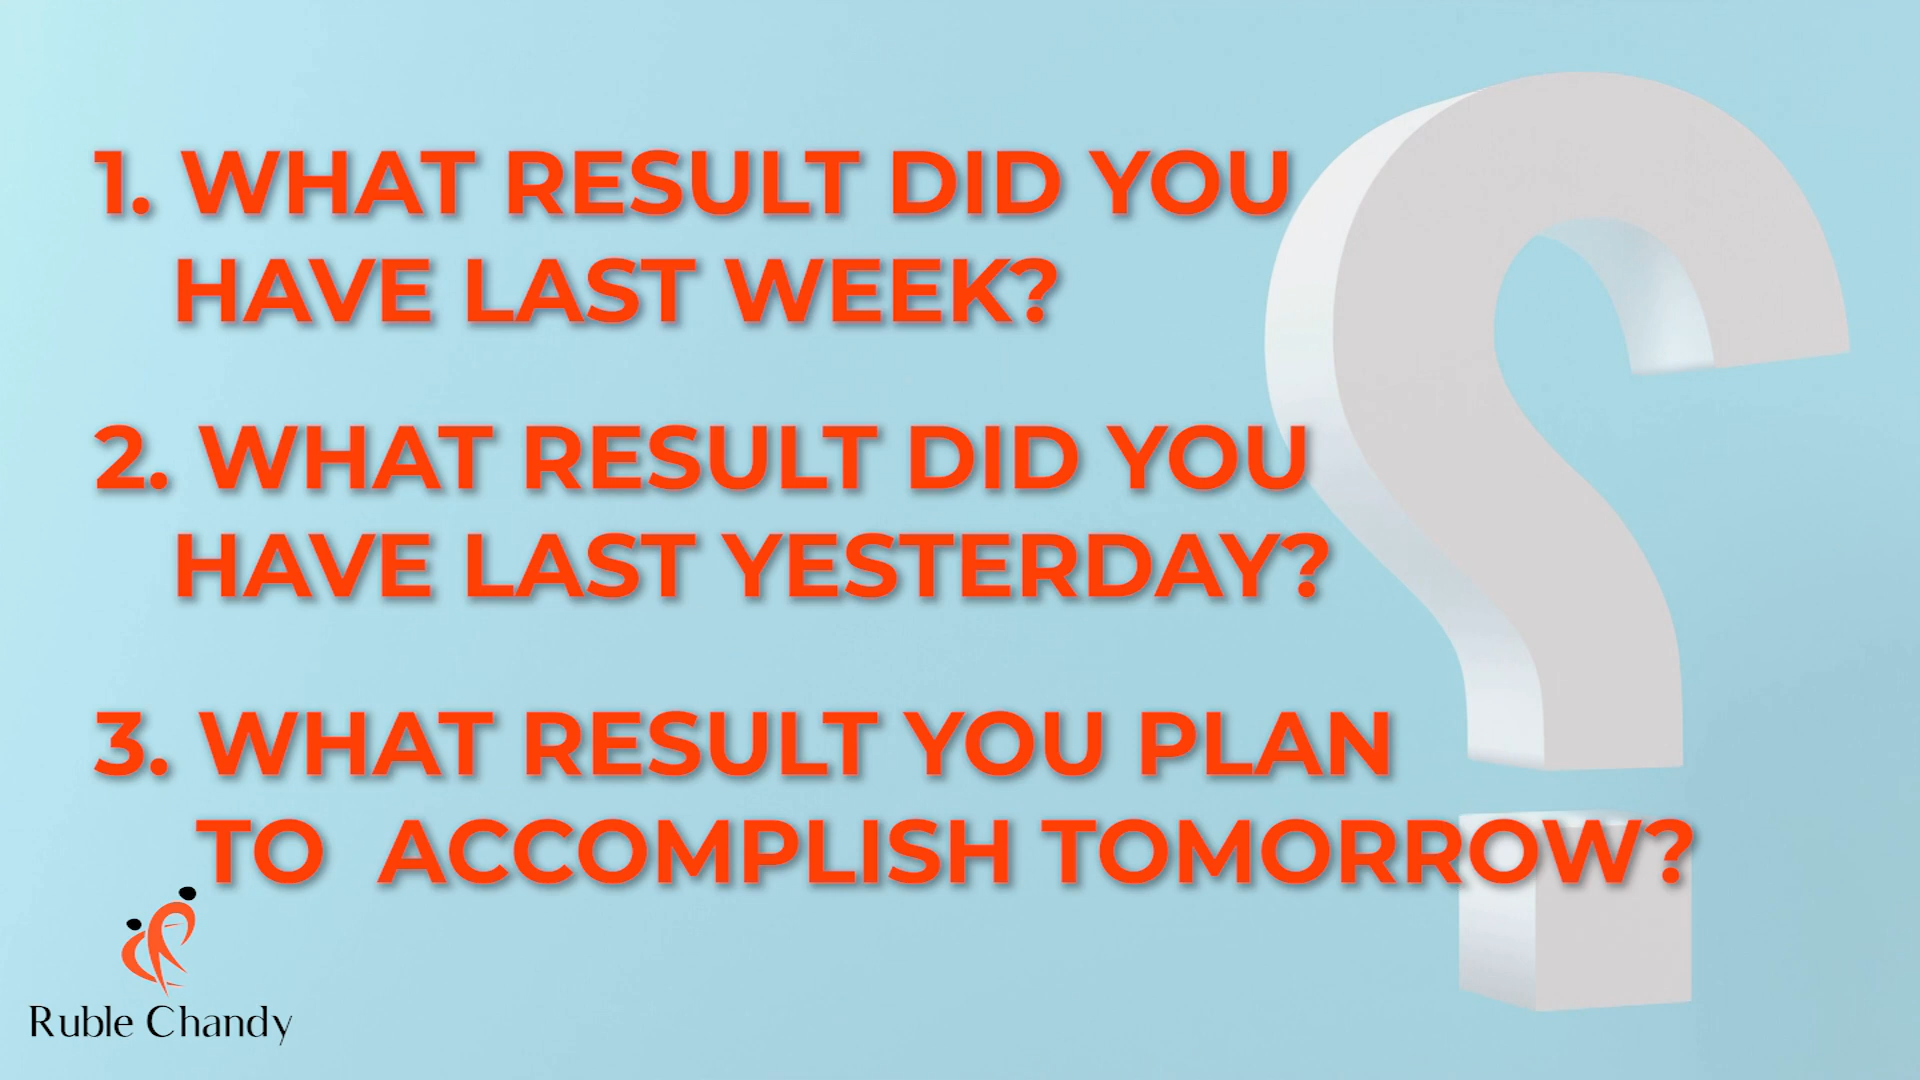 1. WHAT RESULT DID YOU
HAVE LAST WEEK?
2. WHAT RESULT DID YOU
HAVE LAST YESTERDAY?
3. WHAT RESULT YOU PLAN
TO ACCOMPLISH TOMORROW?
Ruble Chandy